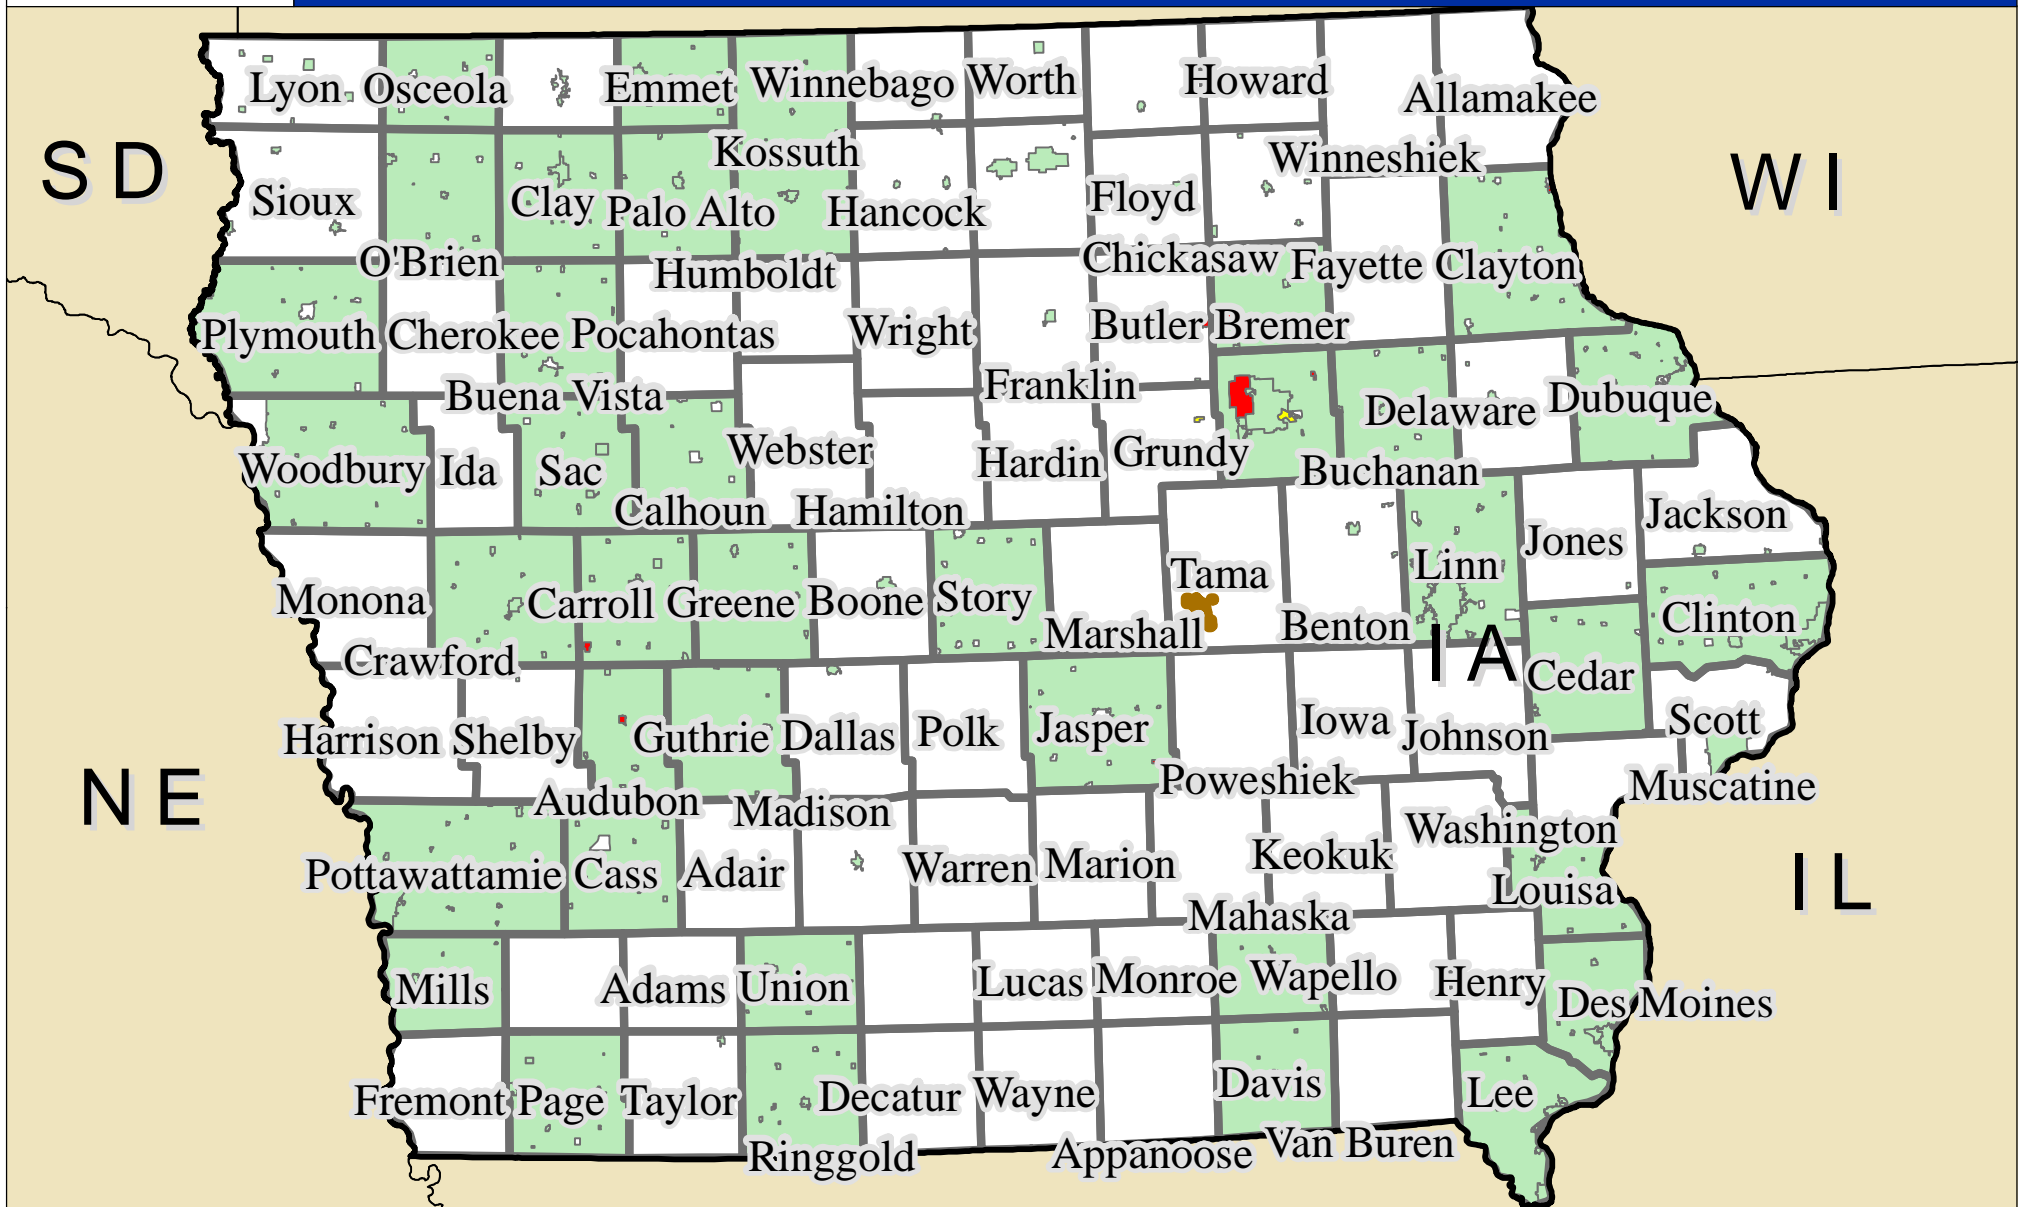 Lyon Osceola Emmet Winnebago Worth Howard Allamakee
SD Kossuth Winneshiek WI
Sioux Clay Palo Alto Hancock Floyd
O'Brien Humboldt Chickasaw Fayette Clayton
Plymouth Cherokee Pocahontas Wright Butler Bremer
Buena Vista Franklin Delaware Dubuque
Woodbury Ida Sac Webster Hardin Grundy Buchanan
Calhoun Hamilton Jackson
Monona Carroll Greene Boone Story Tama Linn Jones
Crawford Marshall Benton IA Cedar Clinton
Harrison Shelby Guthrie Dallas Polk Jasper Iowa Johnson Scott
NE Audubon Madison Poweshiek Muscatine
Pottawattamie Cass Adair Warren Marion Keokuk Washington
Mahaska Louisa IL
Mills Adams Union Lucas Monroe Wapello Henry Des Moines
Fremont Page Taylor Decatur Wayne Davis Lee
Ringgold Appanoose Van Buren